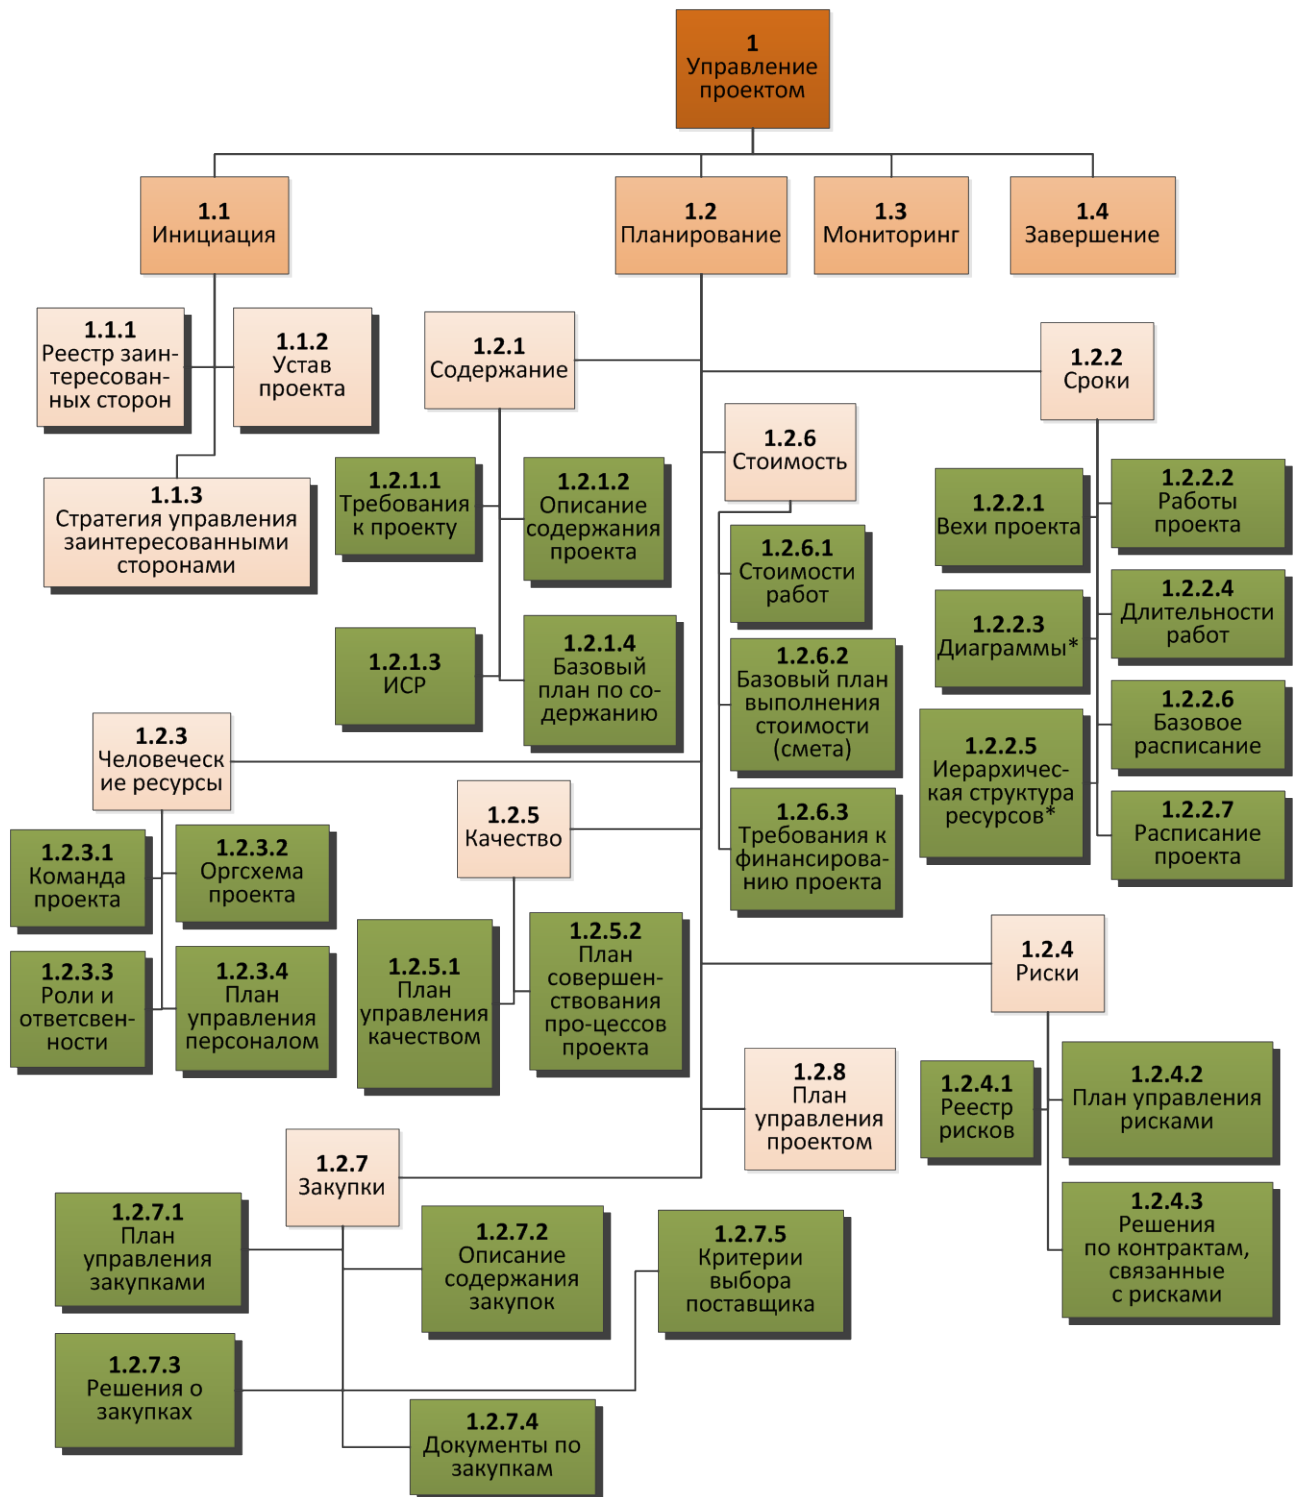 1
Управление
проектом
1.1
Инициация
1.2
Планирование
1.3
Мониторинг
1.4
Завершение
1.1.1
Реестр заин-
тересован-
ных сторон
1.1.2
Устав
проекта
1.1.3
Стратегия управления
заинтересованными
сторонами
1.2.1
Содержание
1.2.1.1
Требования
к проекту
1.2.1.2
Описание
содержания
проекта
1.2.1.3
ИСР
1.2.1.4
Базовый
план по со-
держанию
1.2.2
Сроки
1.2.2.1
Вехи проекта
1.2.2.2
Работы
проекта
1.2.2.3
Диаграммы*
1.2.2.4
Длительности
работ
1.2.2.5
Иерархичес-
кая структура
ресурсов*
1.2.2.6
Базовое
расписание
1.2.2.7
Расписание
проекта
1.2.6
Стоимость
1.2.6.1
Стоимости
работ
1.2.6.2
Базовый план
выполнения
стоимости
(смета)
1.2.6.3
Требования к
финансирова-
нию проекта
1.2.3
Человеческ
ие ресурсы
1.2.3.1
Команда
проекта
1.2.3.2
Оргсхема
проекта
1.2.3.3
Роли и
ответсвен-
ности
1.2.3.4
План
управления
персоналом
1.2.5
Качество
1.2.5.1
План
управления
качеством
1.2.5.2
План
совершен-
ствования
про-цессов
проекта
1.2.4
Риски
1.2.4.1
Реестр
рисков
1.2.4.2
План управления
рисками
1.2.4.3
Решения
по контрактам,
связанные
с рисками
1.2.8
План
управления
проектом
1.2.7
Закупки
1.2.7.1
План
управления
закупками
1.2.7.2
Описание
содержания
закупок
1.2.7.5
Критерии
выбора
поставщика
1.2.7.3
Решения о
закупках
1.2.7.4
Документы по
закупкам